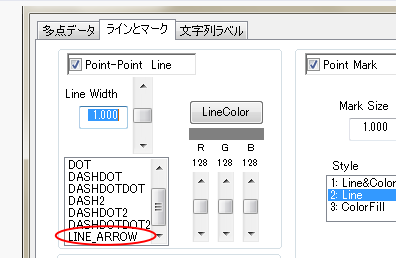 多点データ ラインとマーク 文字列ラベル
Point-Point Line
Line Width
1.000
LineColor
R G B
128 128 128
DOT
DASHDOT
DASHDOTDOT
DASH2
DASHDOT2
DASHDOTDOT2
LINE_ARROW
Point Mark
Mark Size
1.000
Style
1: Line&Color
2: Line
3: ColorFill